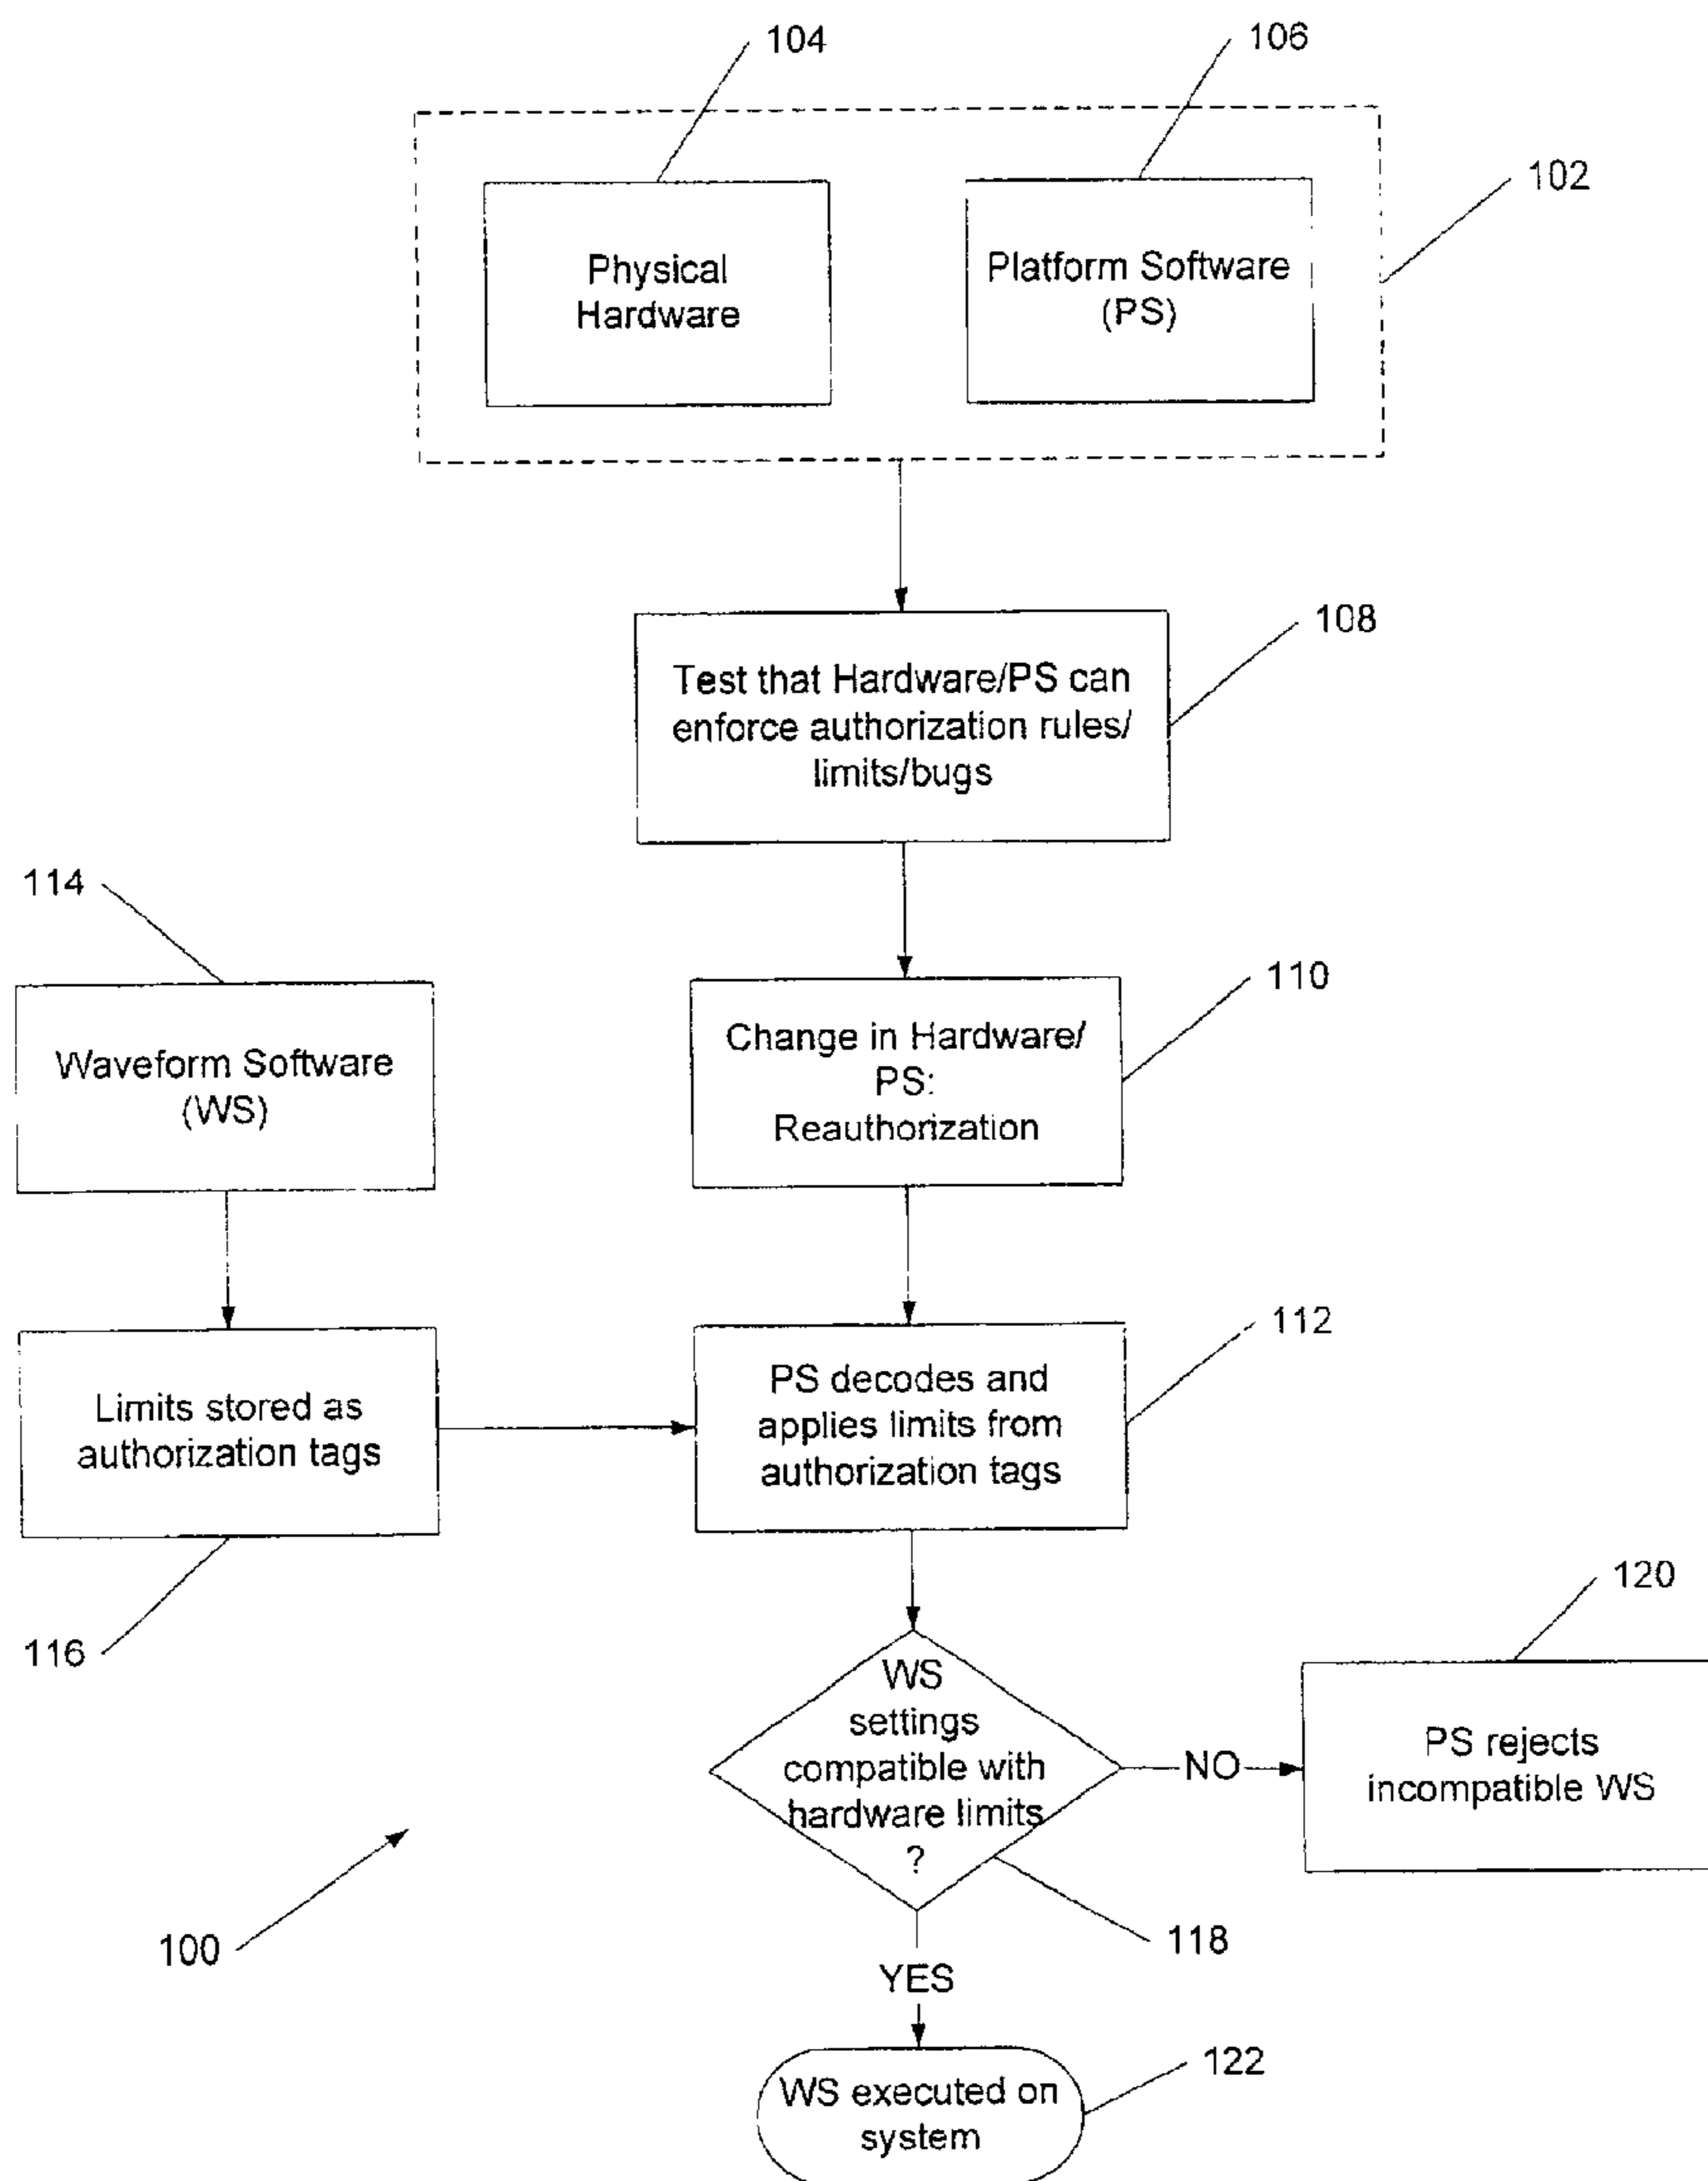 104
106
102
Physical
Hardware
Platform Software
(PS)
108
Test that Hardware/PS can
enforce authorization rules/
limits/bugs
114
110
Waveform Software
(WS)
Change in Hardware/
PS:
Reauthorization
112
Limits stored as
authorization tags
PS decodes and
applies limits from
authorization tags
116
120
WS
settings
compatible with
hardware limits
?
NO
PS rejects
incompatible WS
100
118
YES
122
WS executed on
system